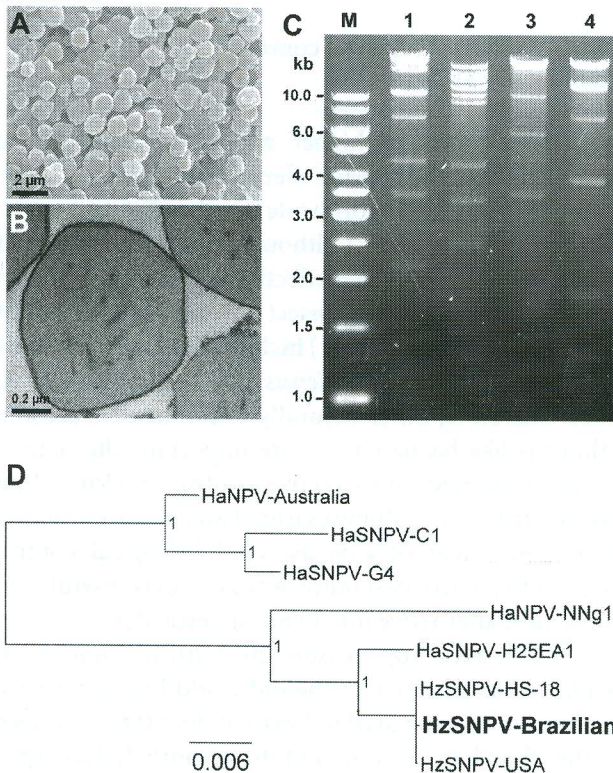 A
2 µm
B
0.2 µm
C M 1 2 3 4
kb
10.0
6.0
4.0
3.0
2.0
1.5
1.0
D
HaNPV-Australia
1
HaSNPV-C1
1
HaSNPV-G4
HaNPV-NNg1
1
HaSNPV-H25EA1
1
HzSNPV-HS-18
1
HzSNPV-Brazilian
HzSNPV-USA
0.006